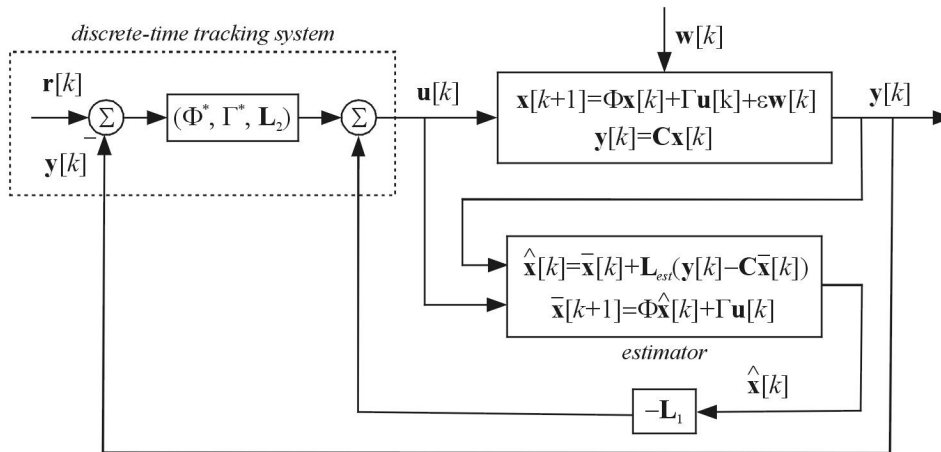 discrete-time tracking system
w[k]
r[k]
Σ
(Φ*, Γ*, L₂)
Σ
u[k]
x[k+1]=Φx[k]+Γu[k]+εw[k]
y[k]=Cx[k]
y[k]
−
y[k]
x̂[k]=x̄[k]+Lₑₛₜ(y[k]−Cx̄[k])
x̄[k+1]=Φx̂[k]+Γu[k]
estimator
x̂[k]
−L₁